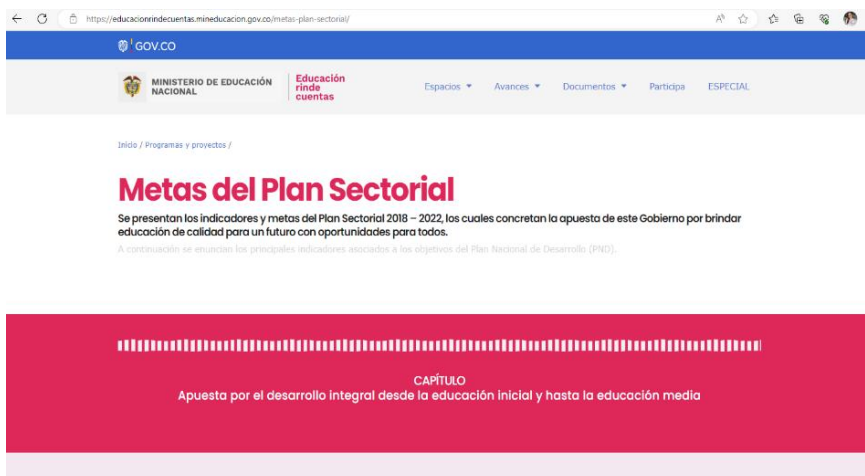 https://educacionrindecuentas.mineducacion.gov.co/metas-plan-sectorial/
GOV.CO
MINISTERIO DE EDUCACIÓN
NACIONAL
Educación
rinde
cuentas
Espacios
Avances
Documentos
Participa
ESPECIAL
Inicio / Programas y proyectos /
Metas del Plan Sectorial
Se presentan los indicadores y metas del Plan Sectorial 2018 – 2022, los cuales concretan la apuesta de este Gobierno por brindar
educación de calidad para un futuro con oportunidades para todos.
A continuación se enuncian los principales indicadores asociados a los objetivos del Plan Nacional de Desarrollo (PND).
CAPÍTULO
Apuesta por el desarrollo integral desde la educación inicial y hasta la educación media